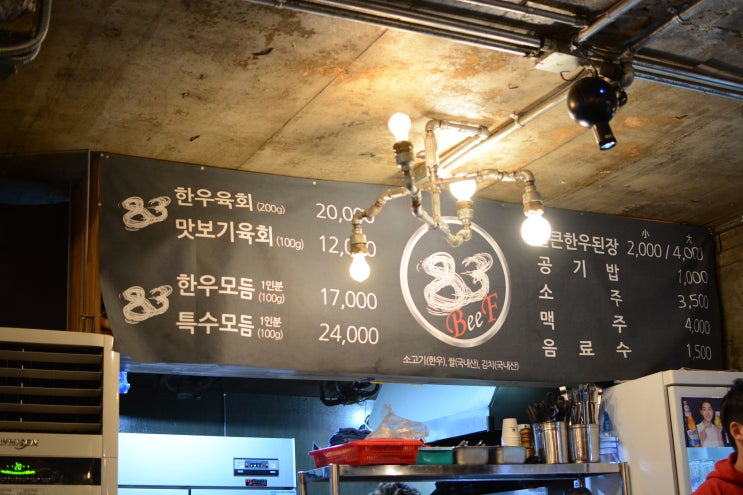 83 한우육회 (200g) 20,000
맛보기육회 (100g) 12,000
83 한우모듬 1인분 (100g) 17,000
특수모듬 1인분 (100g) 24,000
83
BeeF
소고기(한우), 쌀(국내산), 김치(국내산)
小 大
큰한우된장 2,000 / 4,000
공기밥 1,000
소주 3,500
맥주 4,000
음료수 1,500